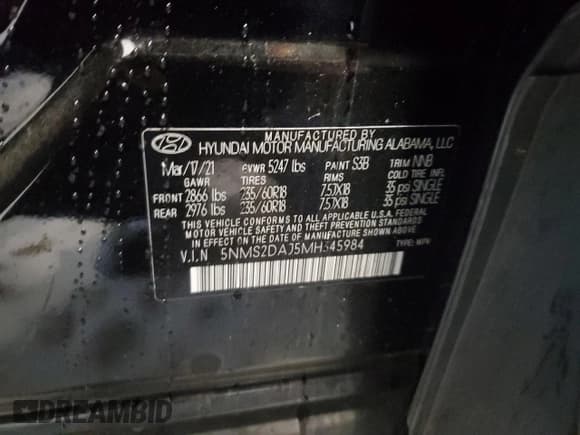 MANUFACTURED BY
HYUNDAI MOTOR MANUFACTURING ALABAMA, LLC
Mar/17/21 GVWR 5247 lbs PAINT S3B TRIM NNB
GAWR TIRES RIMS COLD TIRE INFL
FRONT 2866 lbs 235/60R18 7.5JX18 35 psi SINGLE
REAR 2976 lbs 235/60R18 7.5JX18 35 psi SINGLE
THIS VEHICLE CONFORMS TO ALL APPLICABLE U.S.A. FEDERAL
MOTOR VEHICLE SAFETY AND THEFT PREVENTION STANDARDS
IN EFFECT ON THE DATE OF MANUFACTURE SHOWN ABOVE
V.I.N TYPE: MPV
DREAMBID